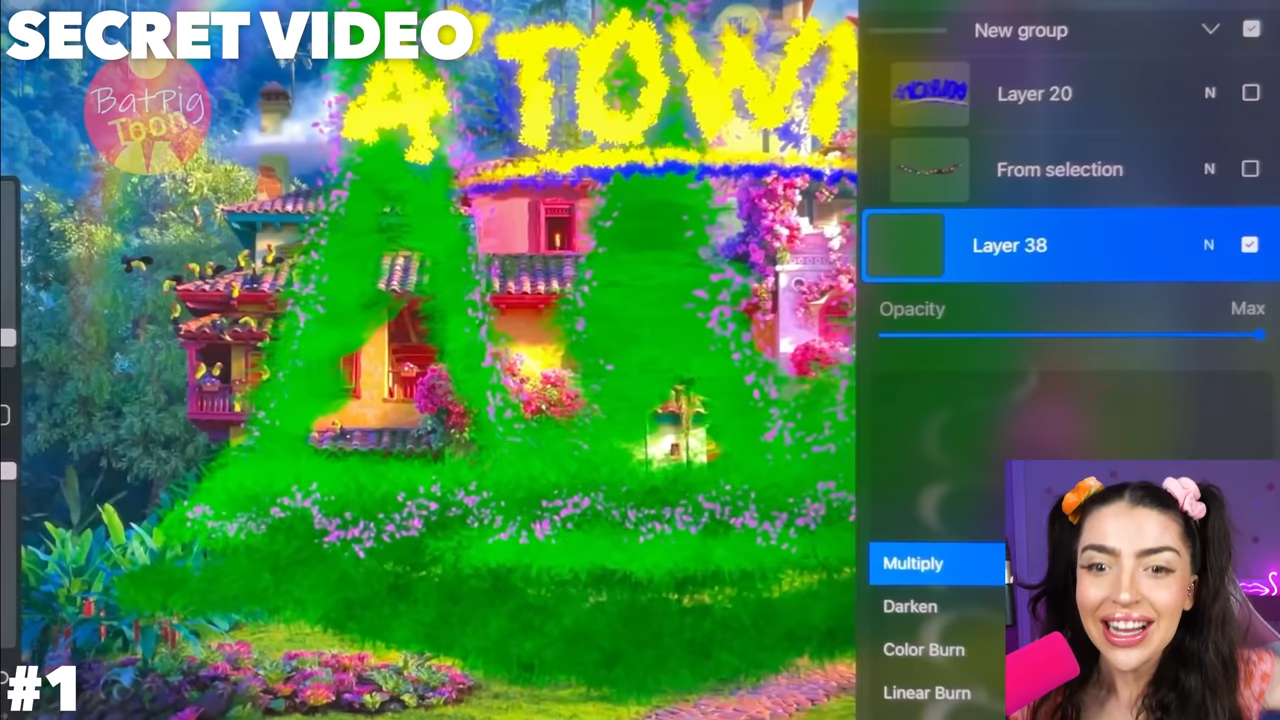 SECRET VIDEO
A TOWN
BatPig
Toon
New group
Layer 20
N
From selection
N
Layer 38
N
Opacity
Max
Multiply
Darken
Color Burn
Linear Burn
#1